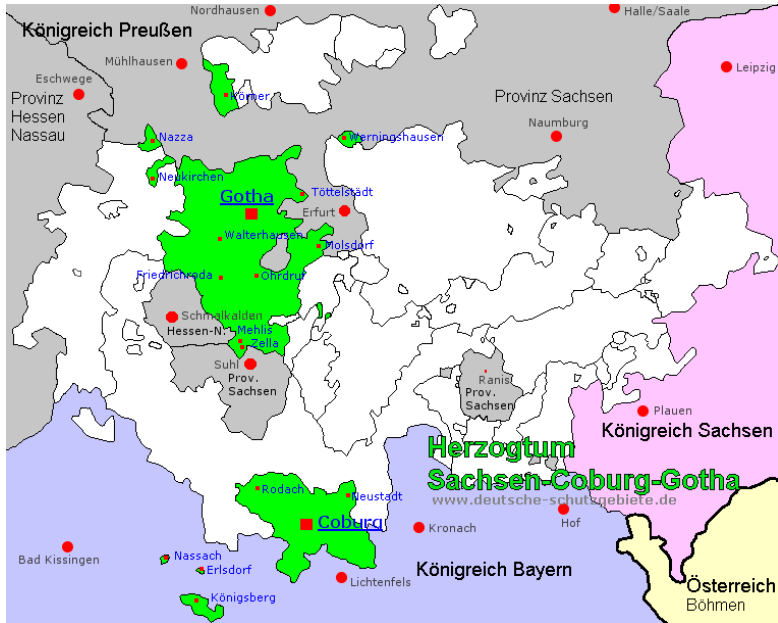 Nordhausen
Halle/Saale
Königreich Preußen
Mühlhausen
Leipzig
Eschwege
Körner
Provinz
Hessen
Nassau
Provinz Sachsen
Naumburg
Nazza
Werningshausen
Neukirchen
Gotha
Töttelstädt
Erfurt
Walterhausen
Molsdorf
Friedrichroda
Ohrdruf
Schmalkalden
Hessen-N.
Mehlis
Zella
Suhl
Prov.
Sachsen
Ranis
Prov.
Sachsen
Plauen
Königreich Sachsen
Herzogtum
Sachsen-Coburg-Gotha
www.deutsche-schutzgebiete.de
Rodach
Neustadt
Coburg
Kronach
Hof
Bad Kissingen
Nassach
Erlsdorf
Königsberg
Lichtenfels
Königreich Bayern
Österreich
Böhmen